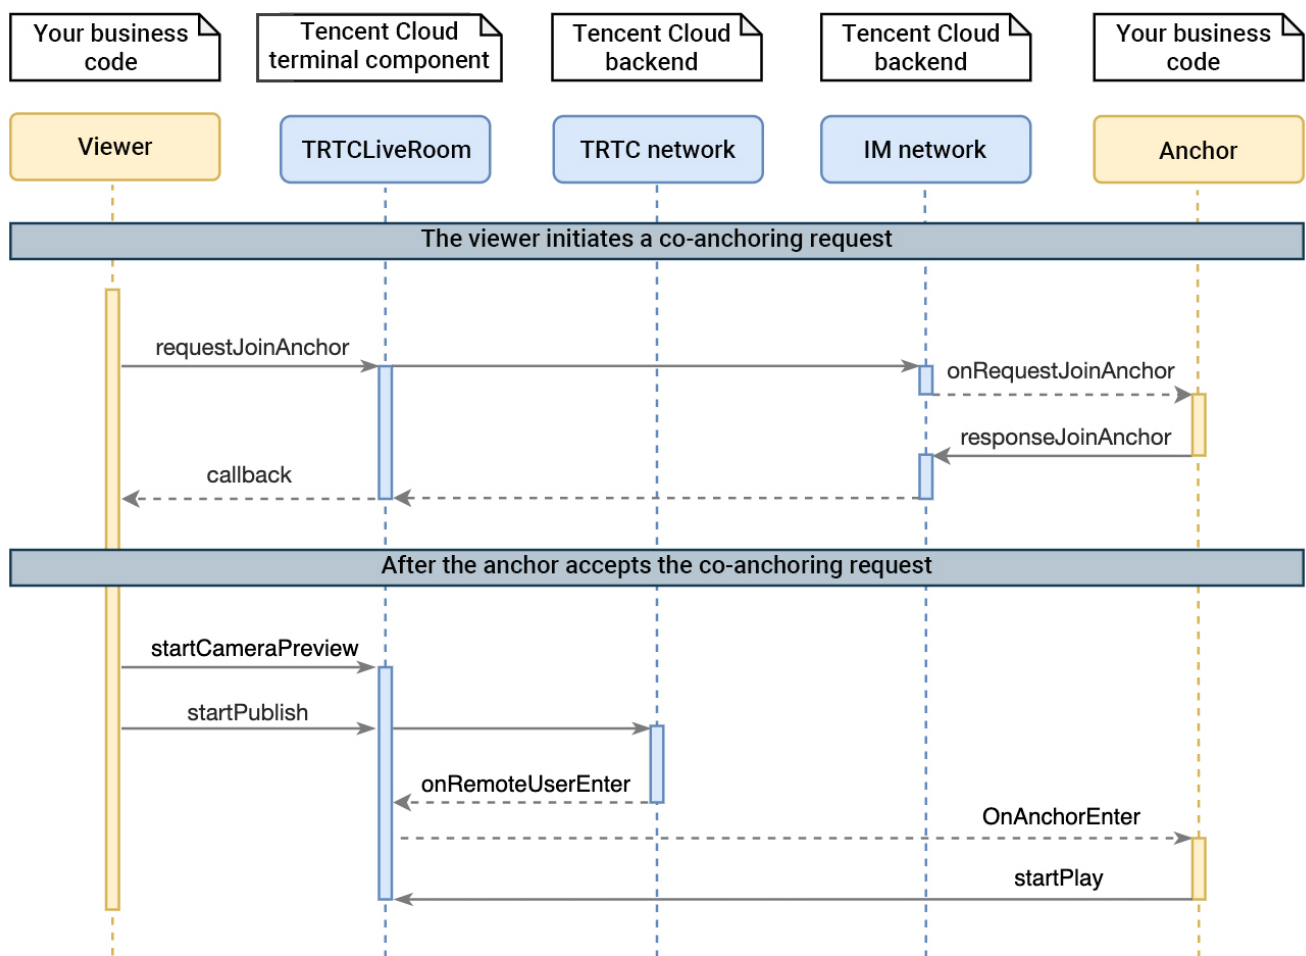 Your business
code
Tencent Cloud
terminal component
Tencent Cloud
backend
Tencent Cloud
backend
Your business
code
Viewer
TRTCLiveRoom
TRTC network
IM network
Anchor
The viewer initiates a co-anchoring request
requestJoinAnchor
onRequestJoinAnchor
responseJoinAnchor
callback
After the anchor accepts the co-anchoring request
startCameraPreview
startPublish
onRemoteUserEnter
OnAnchorEnter
startPlay